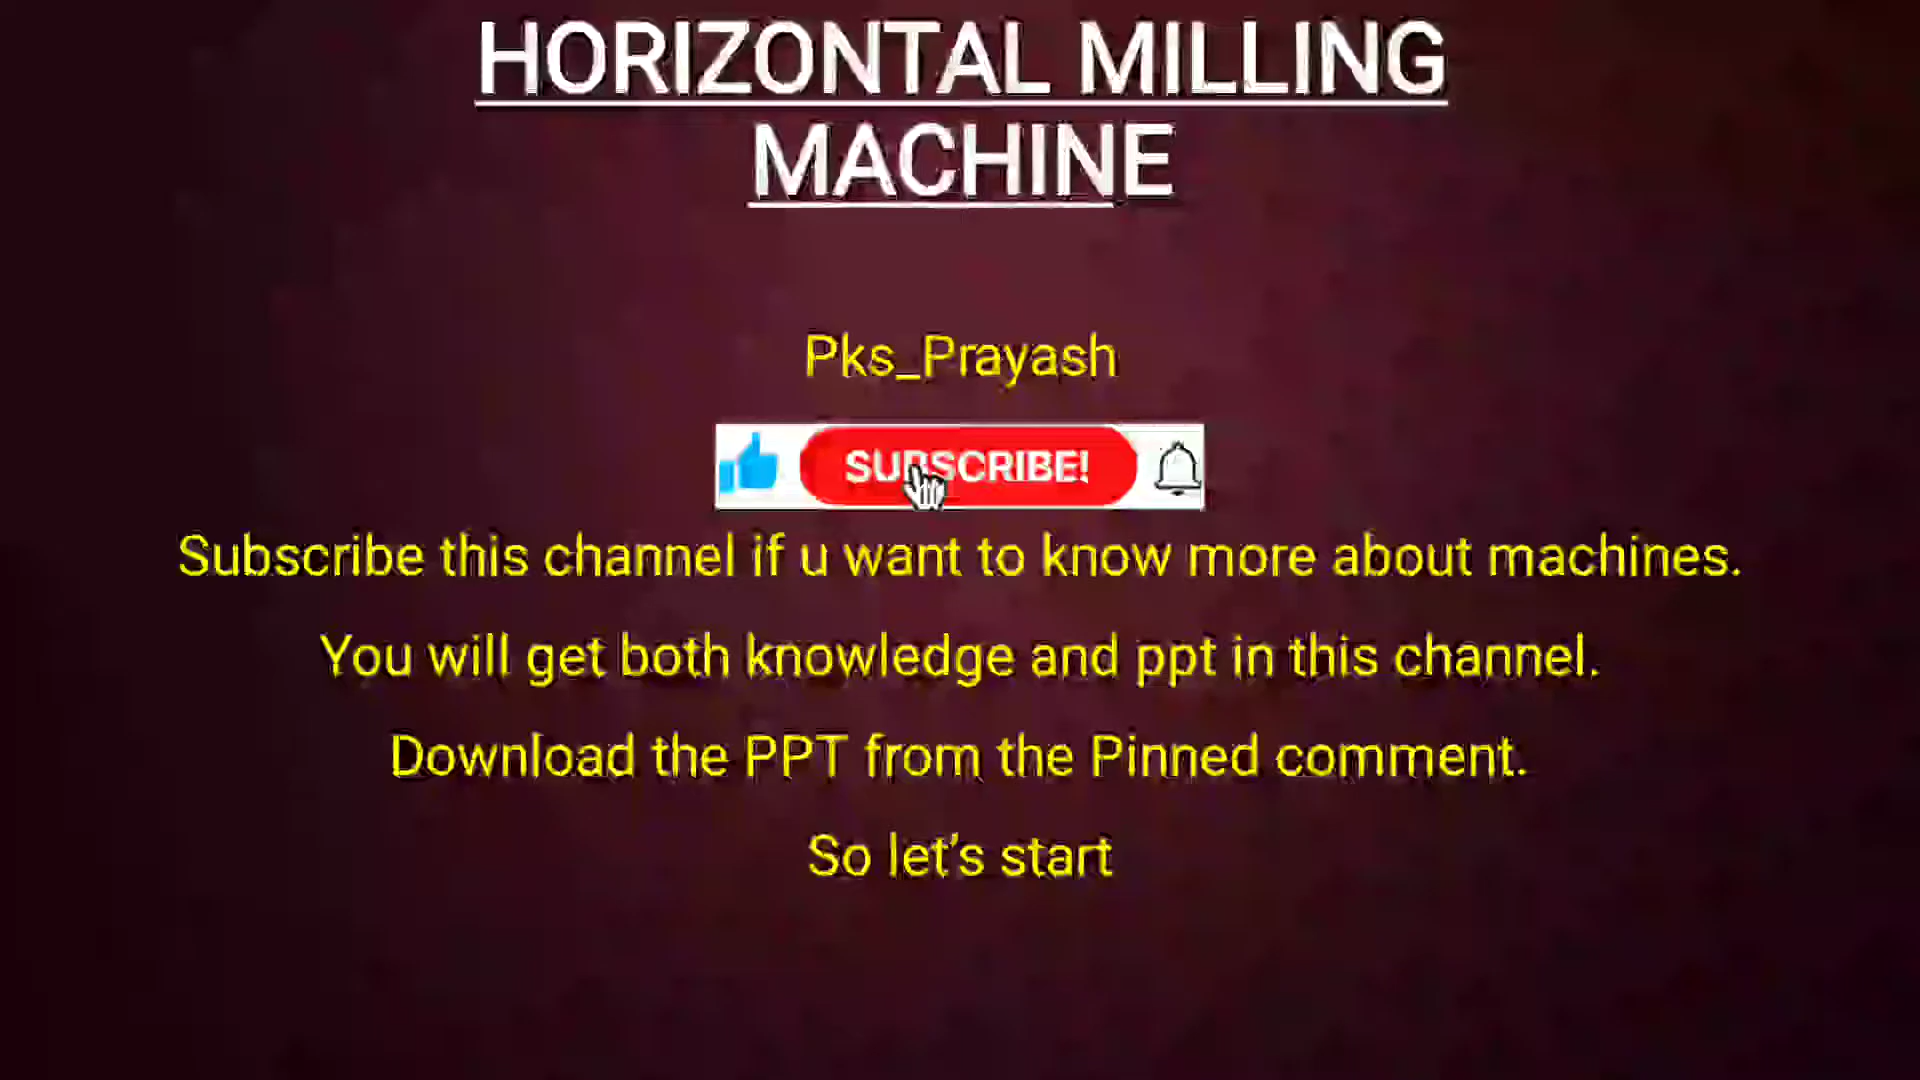 HORIZONTAL MILLING
MACHINE
Pks_Prayash
SUBSCRIBE!
Subscribe this channel if u want to know more about machines.
You will get both knowledge and ppt in this channel.
Download the PPT from the Pinned comment.
So let's start